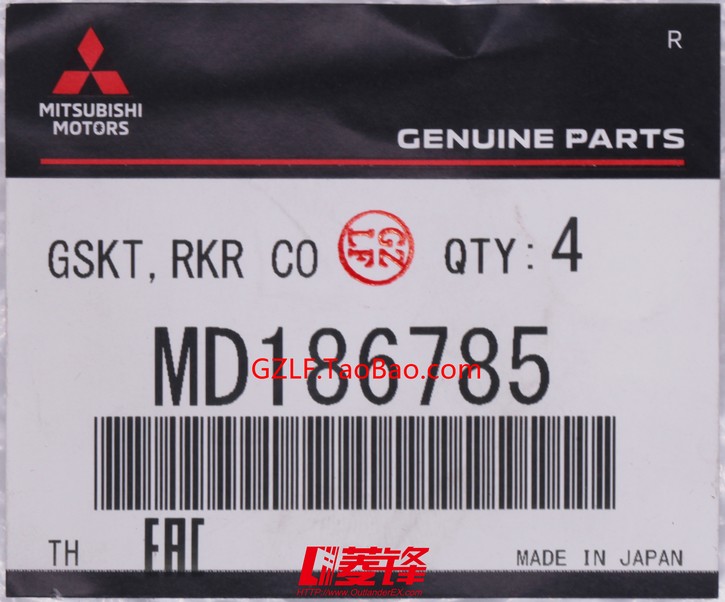 R
MITSUBISHI
MOTORS
GENUINE PARTS
GSKT, RKR CO GZ LF QTY: 4
MD186785
GZLF.TaoBao.com
TH EAC MADE IN JAPAN
菱锋
HTTP://www.OutlanderEX.com